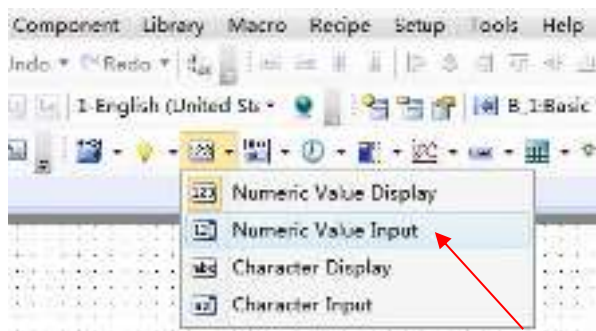 Component Library Macro Recipe Setup Tools Help
Undo Redo
1-English (United Sta B_1:Basic
Numeric Value Display
Numeric Value Input
Character Display
Character Input